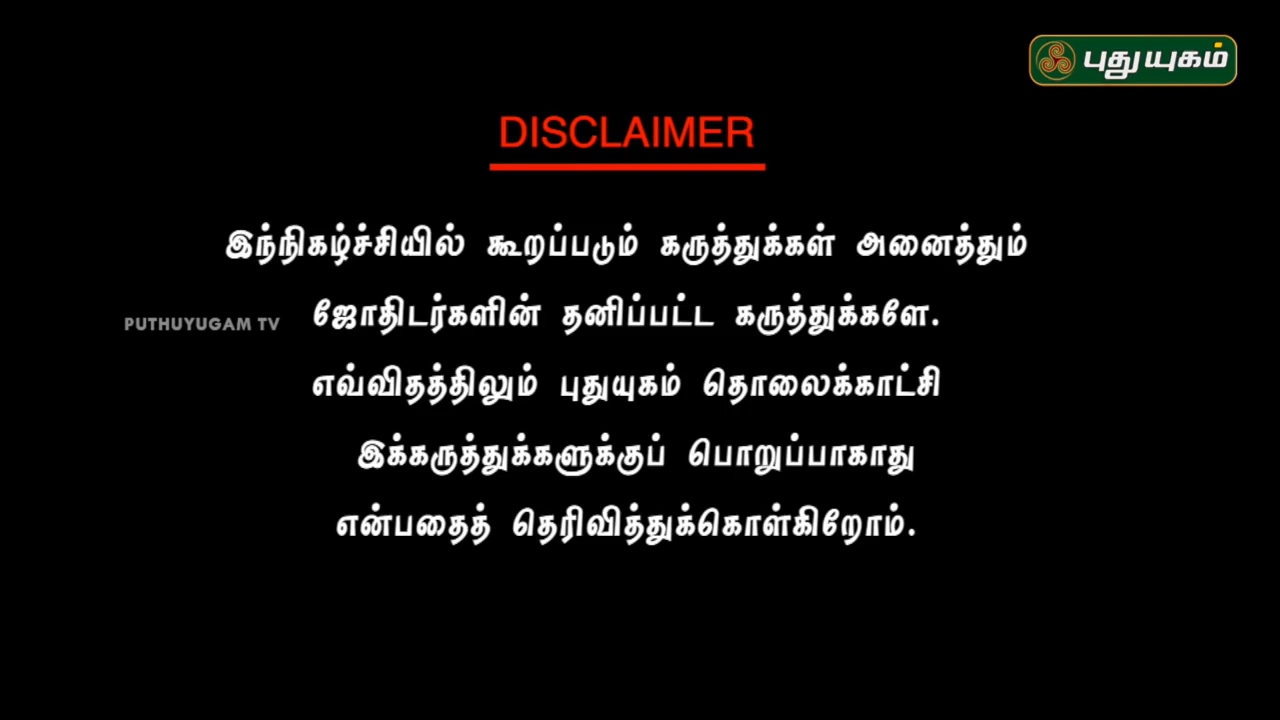 புதுயுகம்
DISCLAIMER
இந்நிகழ்ச்சியில் கூறப்படும் கருத்துக்கள் அனைத்தும்
PUTHUYUGAM TV
ஜோதிடர்களின் தனிப்பட்ட கருத்துக்களே.
எவ்விதத்திலும் புதுயுகம் தொலைக்காட்சி
இக்கருத்துக்களுக்குப் பொறுப்பாகாது
என்பதைத் தெரிவித்துக்கொள்கிறோம்.